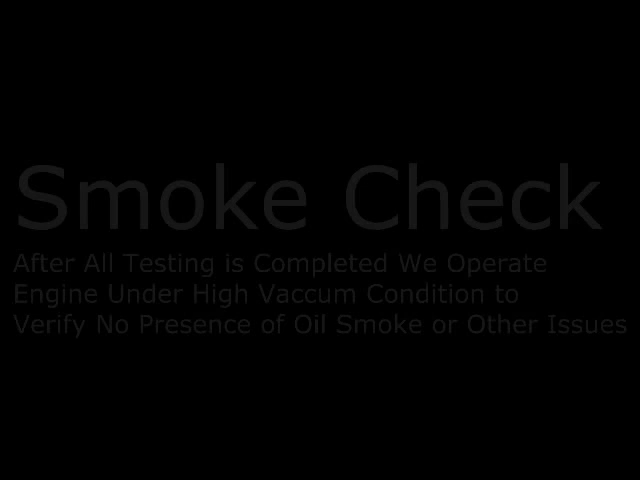 Smoke Check
After All Testing is Completed We Operate
Engine Under High Vaccum Condition to
Verify No Presence of Oil Smoke or Other Issues